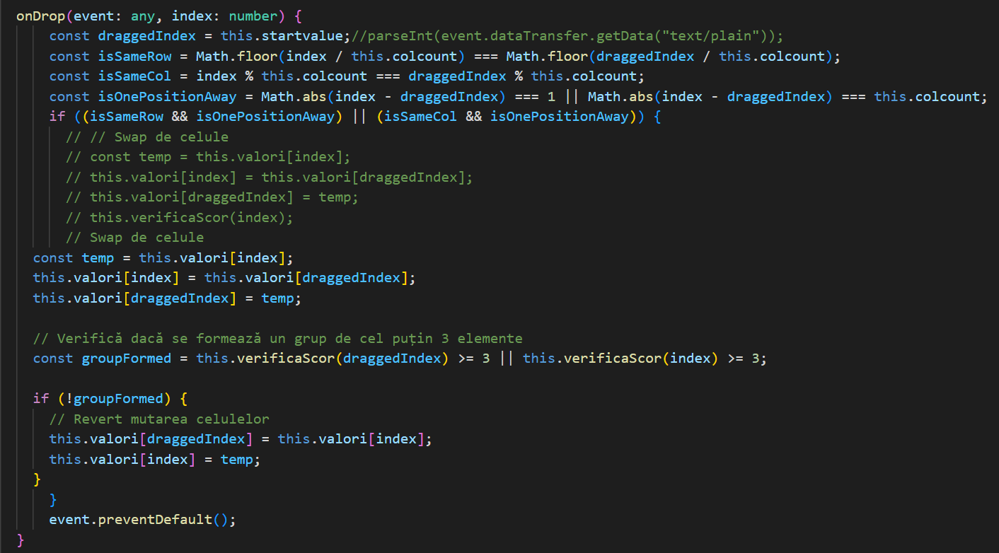 onDrop(event: any, index: number) {
const draggedIndex = this.startvalue;//parseInt(event.dataTransfer.getData("text/plain"));
const isSameRow = Math.floor(index / this.colcount) === Math.floor(draggedIndex / this.colcount);
const isSameCol = index % this.colcount === draggedIndex % this.colcount;
const isOnePositionAway = Math.abs(index - draggedIndex) === 1 || Math.abs(index - draggedIndex) === this.colcount;
if ((isSameRow && isOnePositionAway) || (isSameCol && isOnePositionAway)) {
// // Swap de celule
// const temp = this.valori[index];
// this.valori[index] = this.valori[draggedIndex];
// this.valori[draggedIndex] = temp;
// this.verificaScor(index);
// Swap de celule
const temp = this.valori[index];
this.valori[index] = this.valori[draggedIndex];
this.valori[draggedIndex] = temp;
// Verifică dacă se formează un grup de cel puțin 3 elemente
const groupFormed = this.verificaScor(draggedIndex) >= 3 || this.verificaScor(index) >= 3;
if (!groupFormed) {
// Revert mutarea celulelor
this.valori[draggedIndex] = this.valori[index];
this.valori[index] = temp;
}
}
event.preventDefault();
}